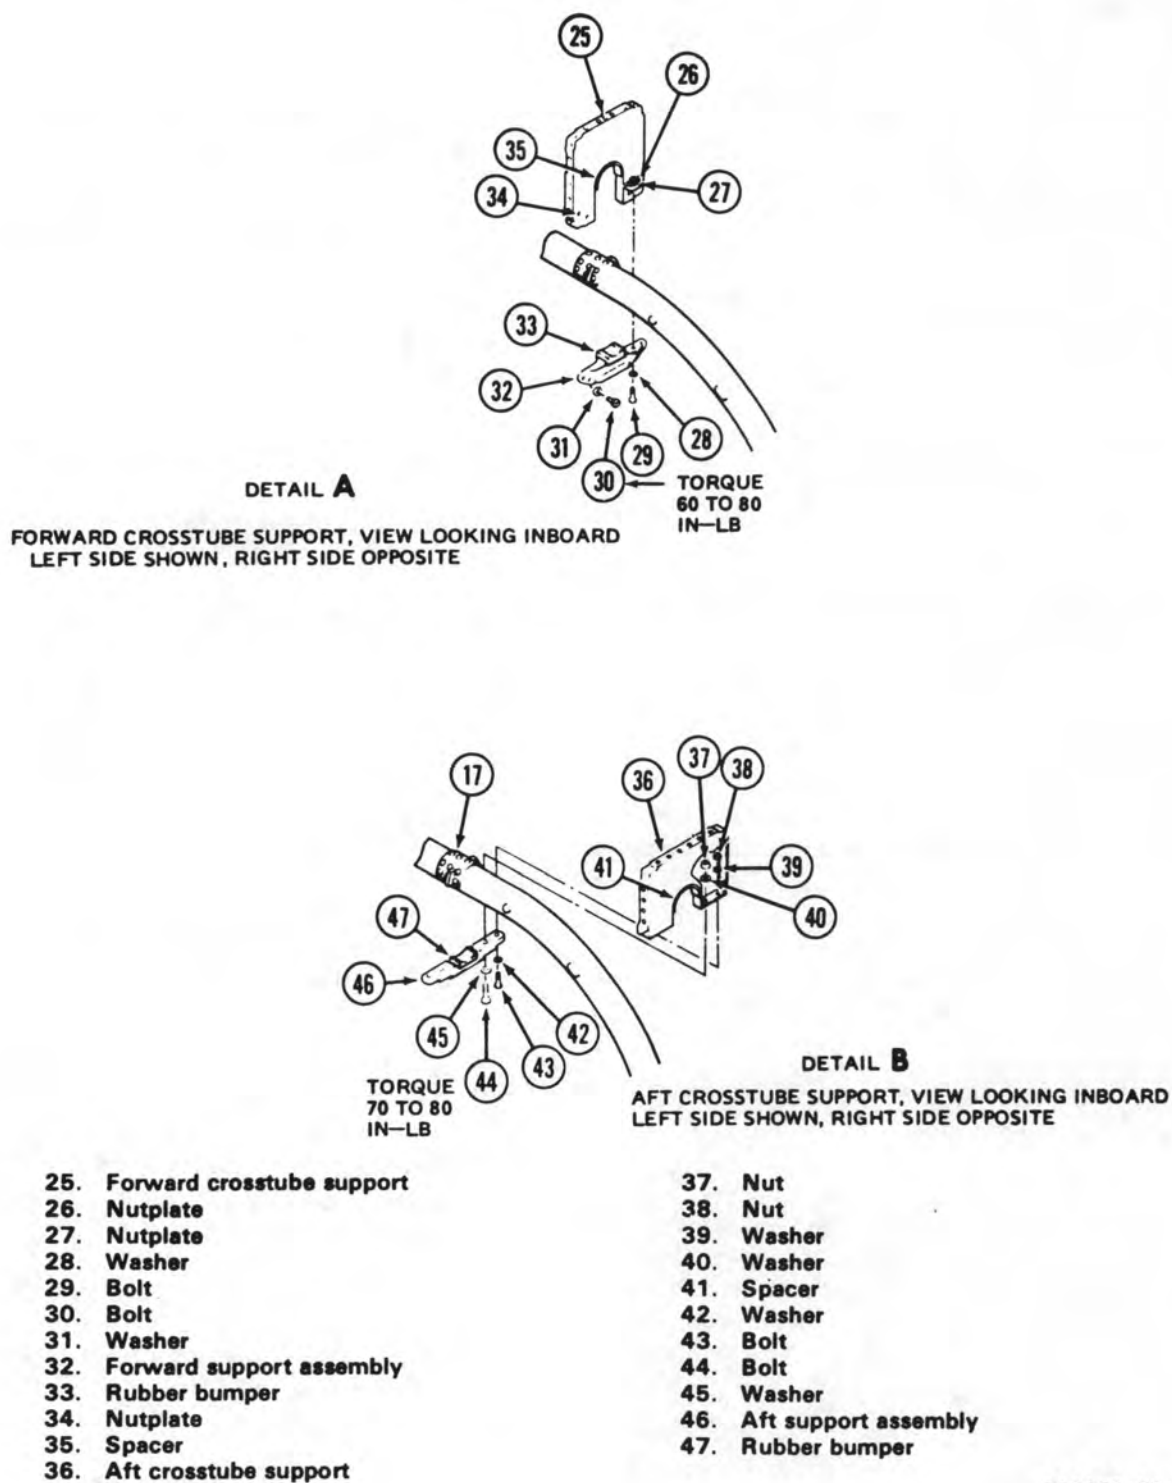 25
26
35
27
34
33
32
31
29
28
30
TORQUE
60 TO 80
IN—LB
DETAIL A
FORWARD CROSSTUBE SUPPORT, VIEW LOOKING INBOARD
LEFT SIDE SHOWN, RIGHT SIDE OPPOSITE
17
36
37
38
41
39
40
47
46
45
42
44
43
TORQUE
70 TO 80
IN—LB
DETAIL B
AFT CROSSTUBE SUPPORT, VIEW LOOKING INBOARD
LEFT SIDE SHOWN, RIGHT SIDE OPPOSITE
25. Forward crosstube support
26. Nutplate
27. Nutplate
28. Washer
29. Bolt
30. Bolt
31. Washer
32. Forward support assembly
33. Rubber bumper
34. Nutplate
35. Spacer
36. Aft crosstube support
37. Nut
38. Nut
39. Washer
40. Washer
41. Spacer
42. Washer
43. Bolt
44. Bolt
45. Washer
46. Aft support assembly
47. Rubber bumper